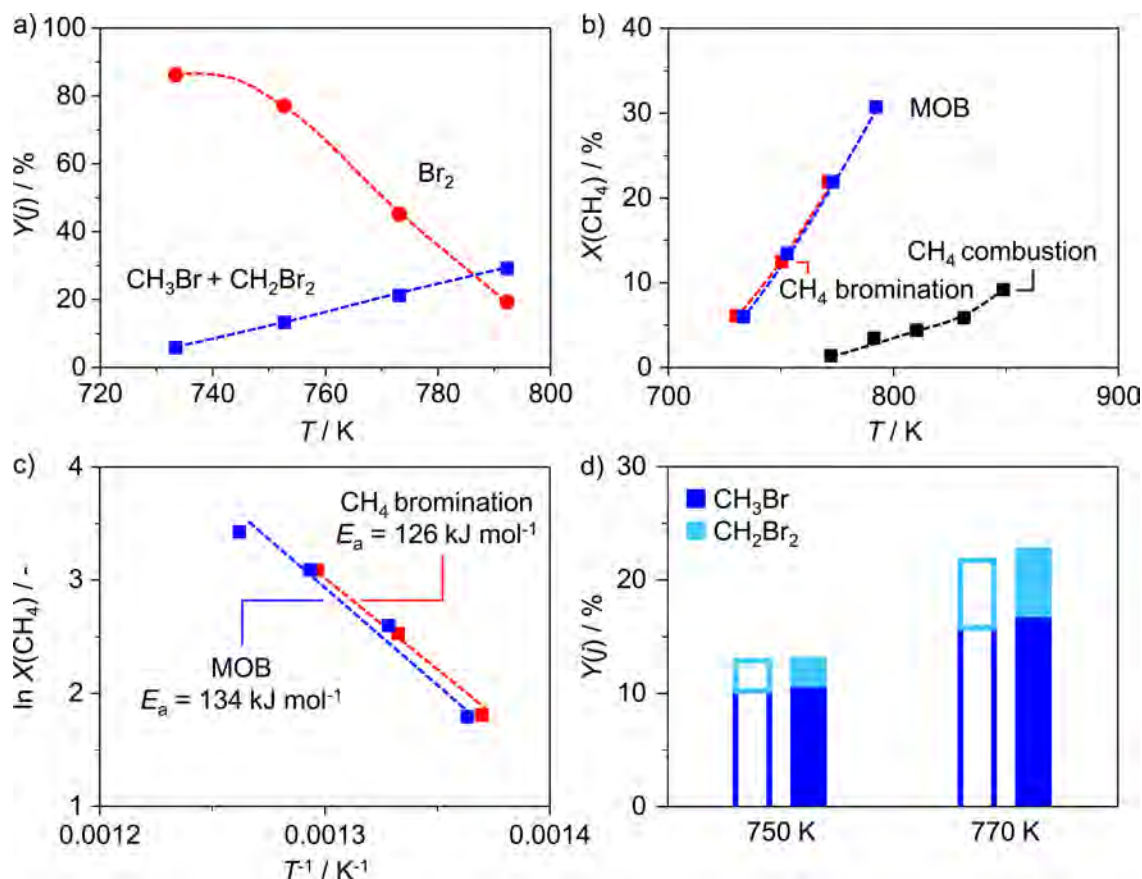 a)
100
80
60
40
20
0
Y(j) / %
Br2
CH3Br + CH2Br2
720
740
760
780
800
T / K
b)
40
30
20
10
0
X(CH4) / %
MOB
CH4 combustion
CH4 bromination
700
800
900
T / K
c)
4
3
2
1
ln X(CH4) / -
CH4 bromination
Ea = 126 kJ mol-1
MOB
Ea = 134 kJ mol-1
0.0012
0.0013
0.0014
T-1 / K-1
d)
30
20
10
0
Y(j) / %
CH3Br
CH2Br2
750 K
770 K